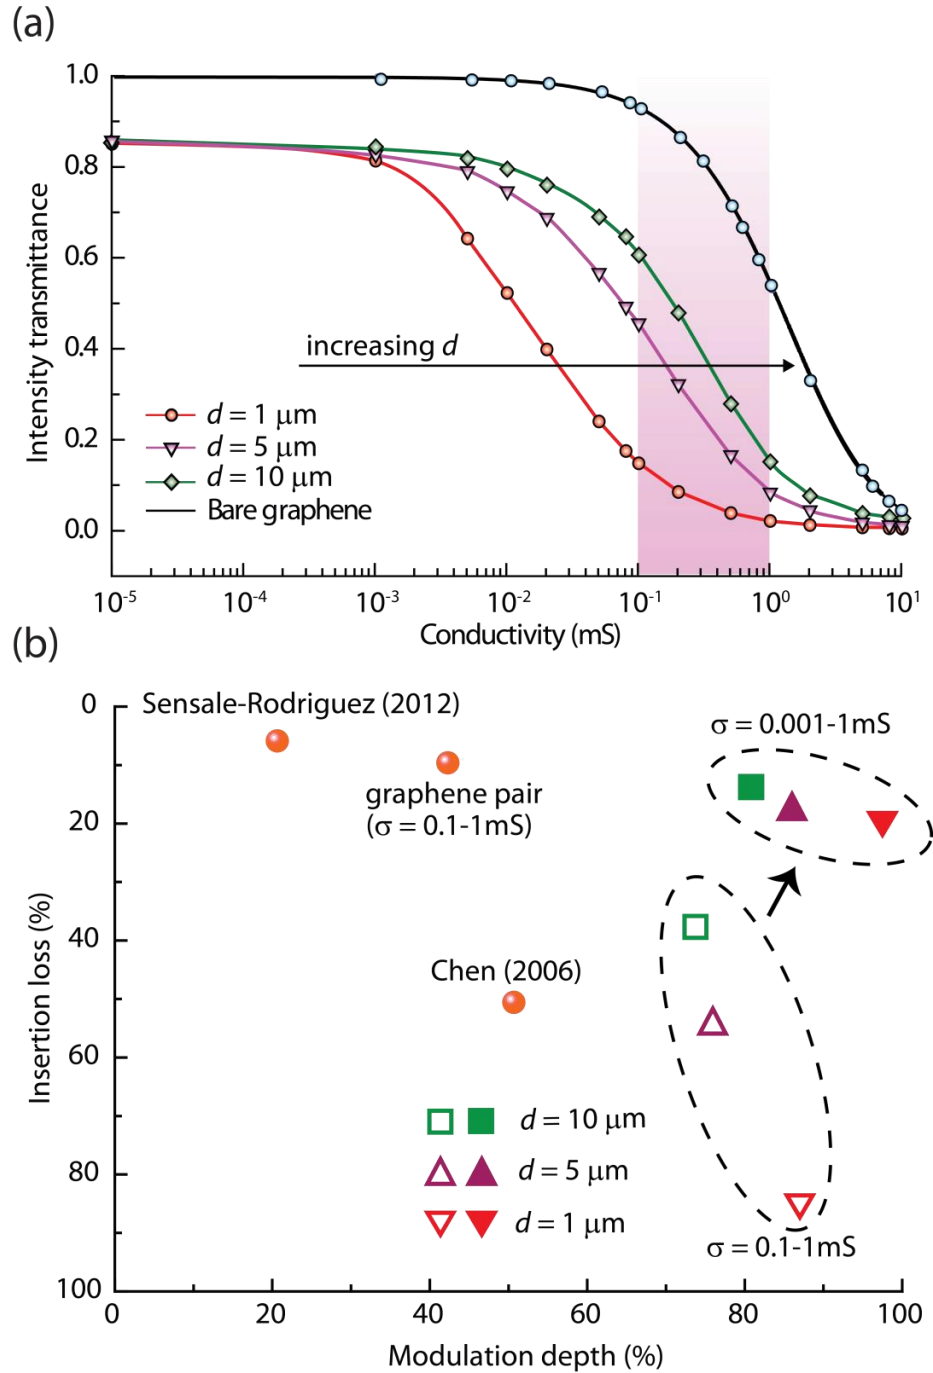 (a)
1.0
0.8
0.6
0.4
0.2
0.0
Intensity transmittance
increasing d
d = 1 μm
d = 5 μm
d = 10 μm
Bare graphene
10-5
10-4
10-3
10-2
10-1
100
101
Conductivity (mS)
(b)
0
20
40
60
80
100
Insertion loss (%)
Sensale-Rodriguez (2012)
σ = 0.001-1mS
graphene pair
(σ = 0.1-1mS)
Chen (2006)
d = 10 μm
d = 5 μm
d = 1 μm
σ = 0.1-1mS
0
20
40
60
80
100
Modulation depth (%)